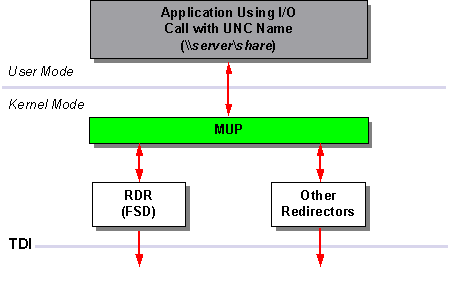 Application Using I/O
Call with UNC Name
(\\server\share)
User Mode
Kernel Mode
MUP
RDR
(FSD)
Other
Redirectors
TDI